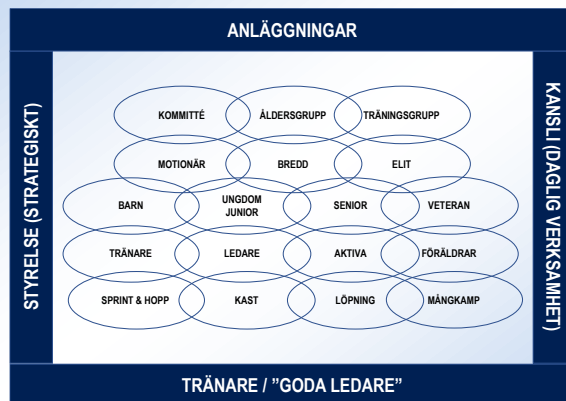 ANLÄGGNINGAR
STYRELSE (STRATEGISKT)
KOMMITTÉ ÅLDERSGRUPP TRÄNINGSGRUPP
MOTIONÄR BREDD ELIT
BARN UNGDOM JUNIOR SENIOR VETERAN
TRÄNARE LEDARE AKTIVA FÖRÄLDRAR
SPRINT & HOPP KAST LÖPNING MÅNGKAMP
KANSLI (DAGLIG VERKSAMHET)
TRÄNARE / ”GODA LEDARE”